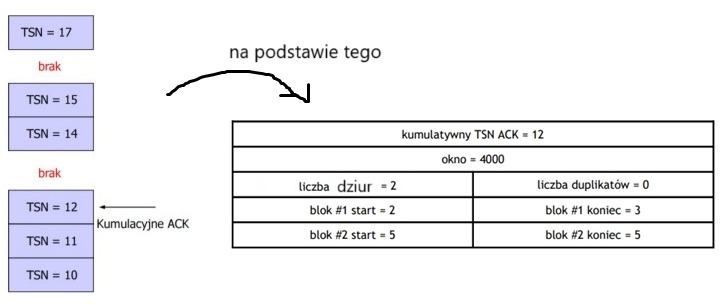 TSN = 17
brak
TSN = 15
TSN = 14
brak
TSN = 12
Kumulacyjne ACK
TSN = 11
TSN = 10
na podstawie tego
kumulatywny TSN ACK = 12
okno = 4000
liczba dziur = 2
liczba duplikatów = 0
blok #1 start = 2
blok #1 koniec = 3
blok #2 start = 5
blok #2 koniec = 5